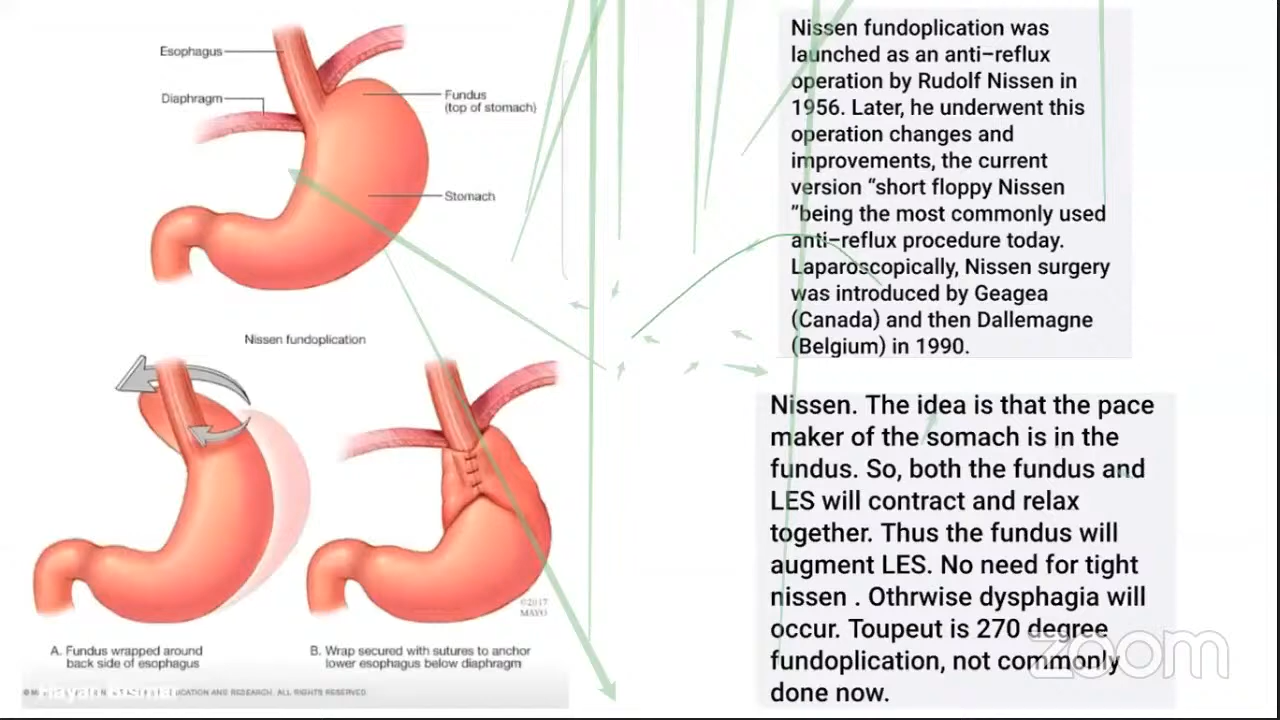 Esophagus
Diaphragm
Fundus
(top of stomach)
Stomach
Nissen fundoplication
©2017
MAYO
A. Fundus wrapped around
back side of esophagus
B. Wrap secured with sutures to anchor
lower esophagus below diaphragm
CATION AND RESEARCH. ALL RIGHTS RESERVED
Nissen fundoplication was
launched as an anti–reflux
operation by Rudolf Nissen in
1956. Later, he underwent this
operation changes and
improvements, the current
version “short floppy Nissen
”being the most commonly used
anti–reflux procedure today.
Laparoscopically, Nissen surgery
was introduced by Geagea
(Canada) and then Dallemagne
(Belgium) in 1990.
Nissen. The idea is that the pace
maker of the somach is in the
fundus. So, both the fundus and
LES will contract and relax
together. Thus the fundus will
augment LES. No need for tight
nissen . Othrwise dysphagia will
occur. Toupeut is 270 degree
fundoplication, not commonly
done now.
zoom